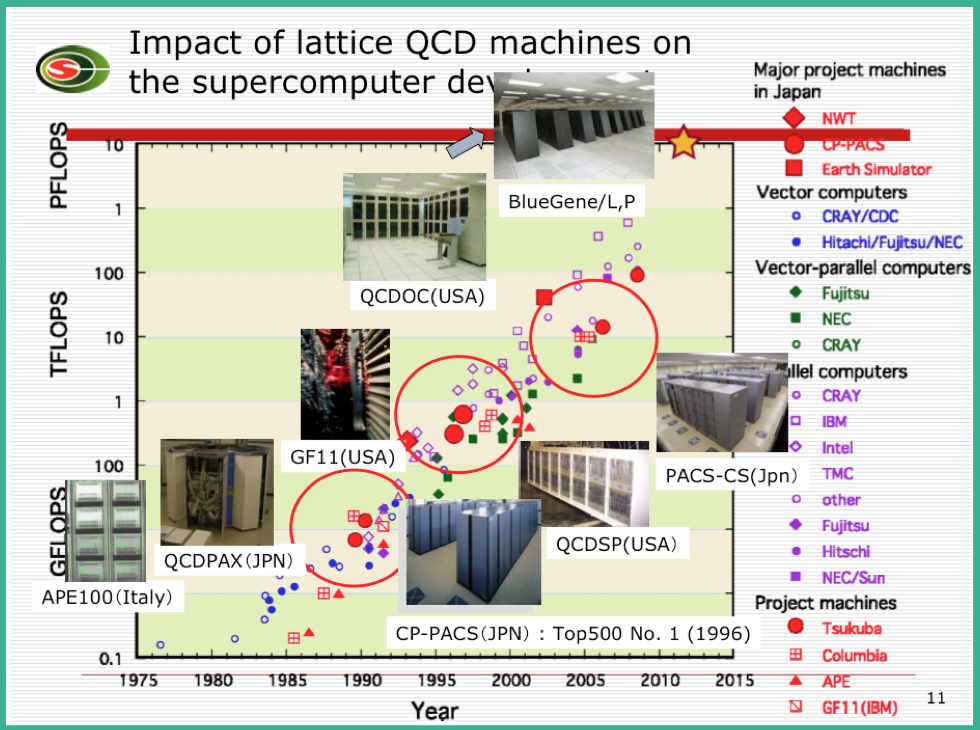 Impact of lattice QCD machines on
the supercomputer
Major project machines
in Japan
NWT
CP-PACS
Earth Simulator
Vector computers
CRAY/CDC
Hitachi/Fujitsu/NEC
Vector-parallel computers
Fujitsu
NEC
CRAY
computers
CRAY
IBM
Intel
TMC
other
Fujitsu
Hitschi
NEC/Sun
Project machines
Tsukuba
Columbia
APE
GF11(IBM)
PFLOPS
TFLOPS
GFLOPS
10
1
100
10
1
100
0.1
BlueGene/L,P
QCDOC(USA)
GF11(USA)
PACS-CS(Jpn)
QCDSP(USA)
QCDPAX(JPN)
APE100(Italy)
CP-PACS(JPN) : Top500 No. 1 (1996)
1975 1980 1985 1990 1995 2000 2005 2010 2015
Year
11